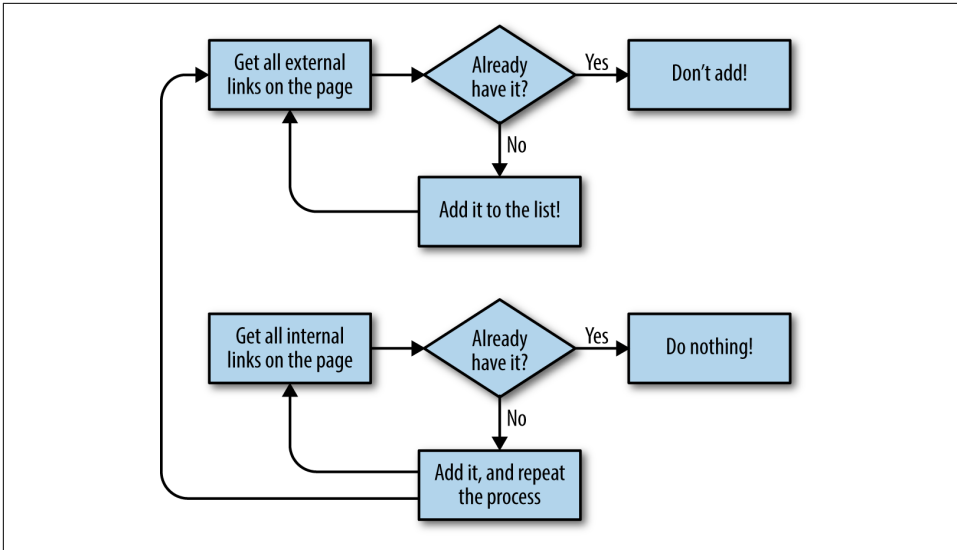 Get all external
links on the page
Already
have it?
Yes
Don’t add!
No
Add it to the list!
Get all internal
links on the page
Already
have it?
Yes
Do nothing!
No
Add it, and repeat
the process